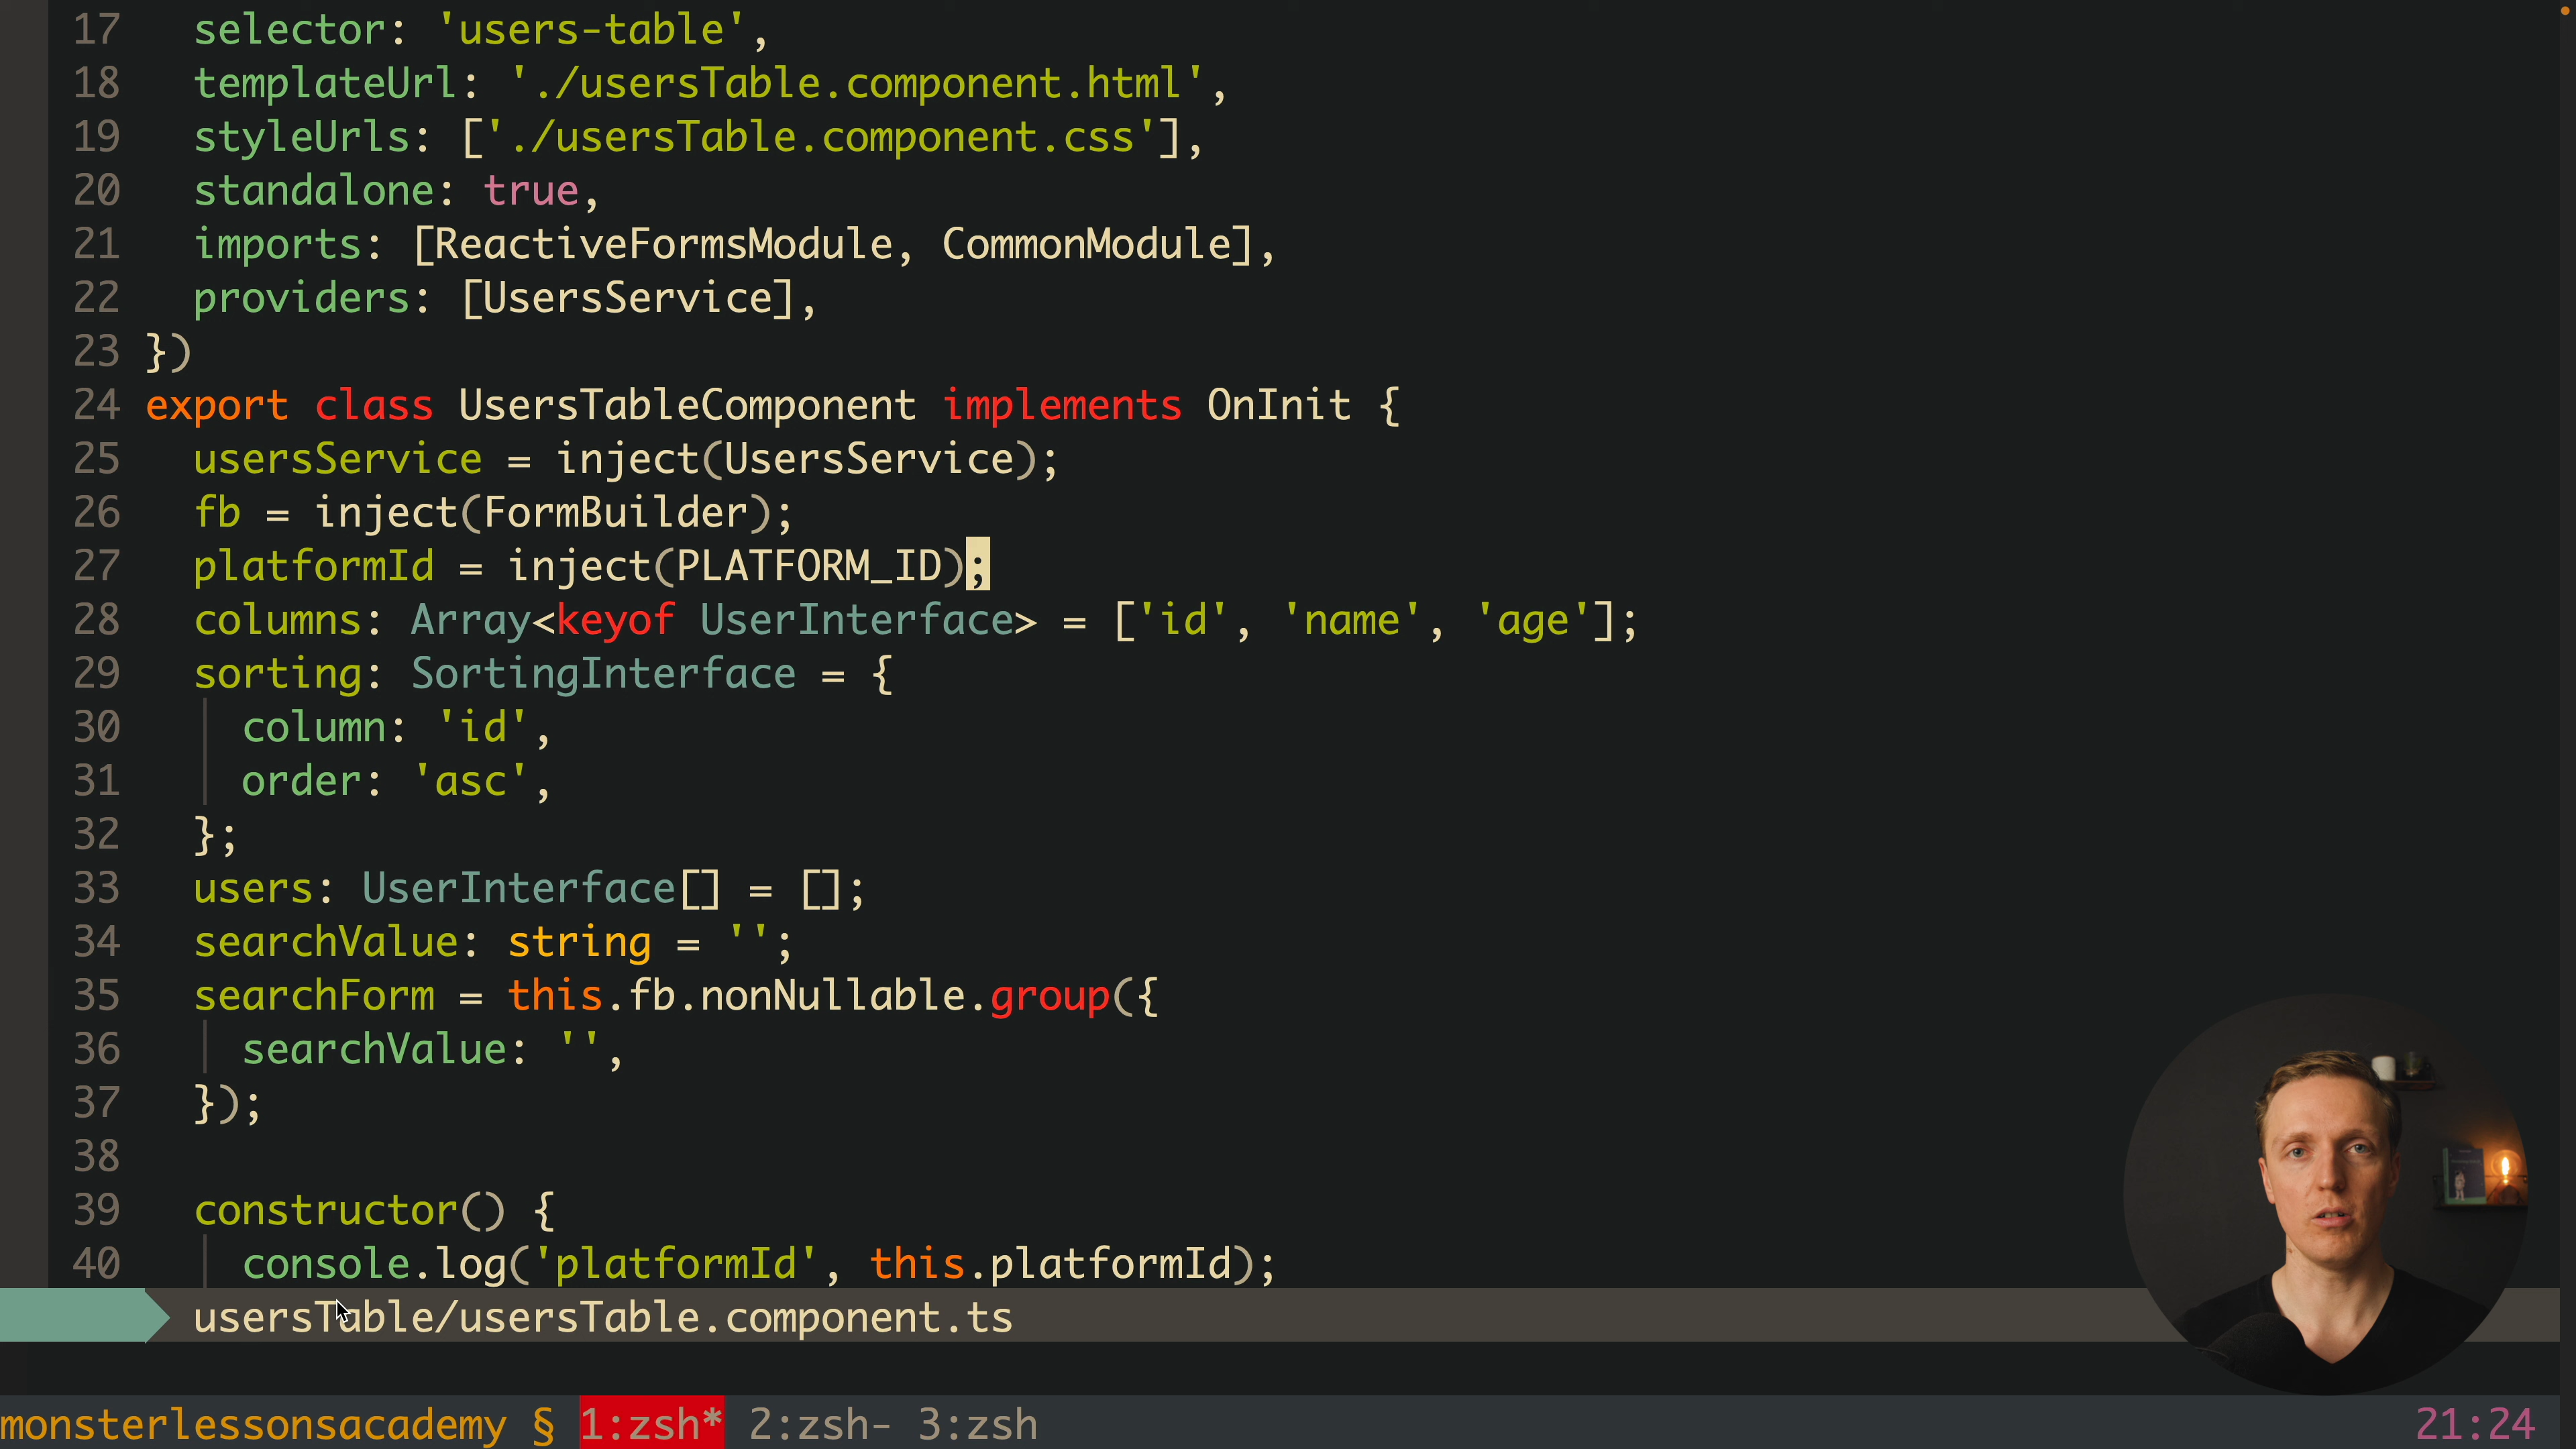 17 selector: 'users-table',
18 templateUrl: './usersTable.component.html',
19 styleUrls: ['./usersTable.component.css'],
20 standalone: true,
21 imports: [ReactiveFormsModule, CommonModule],
22 providers: [UsersService],
23 })
24 export class UsersTableComponent implements OnInit {
25 usersService = inject(UsersService);
26 fb = inject(FormBuilder);
27 platformId = inject(PLATFORM_ID);
28 columns: Array<keyof UserInterface> = ['id', 'name', 'age'];
29 sorting: SortingInterface = {
30 column: 'id',
31 order: 'asc',
32 };
33 users: UserInterface[] = [];
34 searchValue: string = '';
35 searchForm = this.fb.nonNullable.group({
36 searchValue: '',
37 });
38
39 constructor() {
40 console.log('platformId', this.platformId);
usersTable/usersTable.component.ts
monsterlessonsacademy § 1:zsh* 2:zsh- 3:zsh 21:24